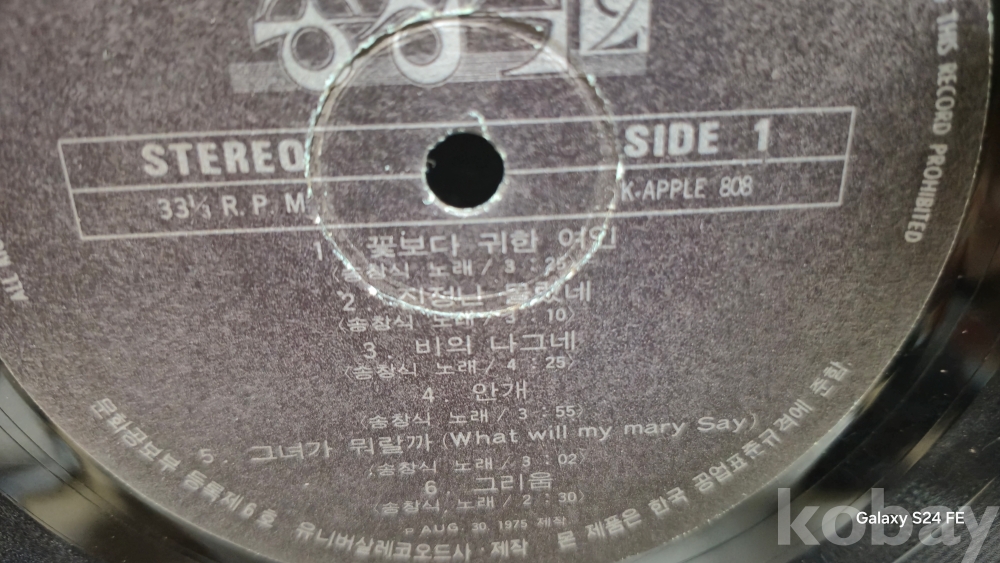 STEREO SIDE 1
33⅓ R.P.M K-APPLE 808
1. 꽃보다 귀한 여인
〈송창식 노래 / 3 : 25〉
2. 물렛네
〈송창식 노래 / 3 : 10〉
3. 비의 나그네
〈송창식 노래 / 4 : 25〉
4. 안개
〈송창식 노래 / 3 : 55〉
5. 그녀가 뭐랄까 (What will my mary Say)
〈송창식 노래 / 3 : 02〉
6 그리움
〈송창식 노래 / 2 : 30〉
℗ AUG. 30. 1975 제작
문화공보부 등록제6호 유니버살레코오드사·제작 본 제품은 한국 공업표준규격에 준함.
THIS RECORD PROHIBITED
ALL
kobay
Galaxy S24 FE